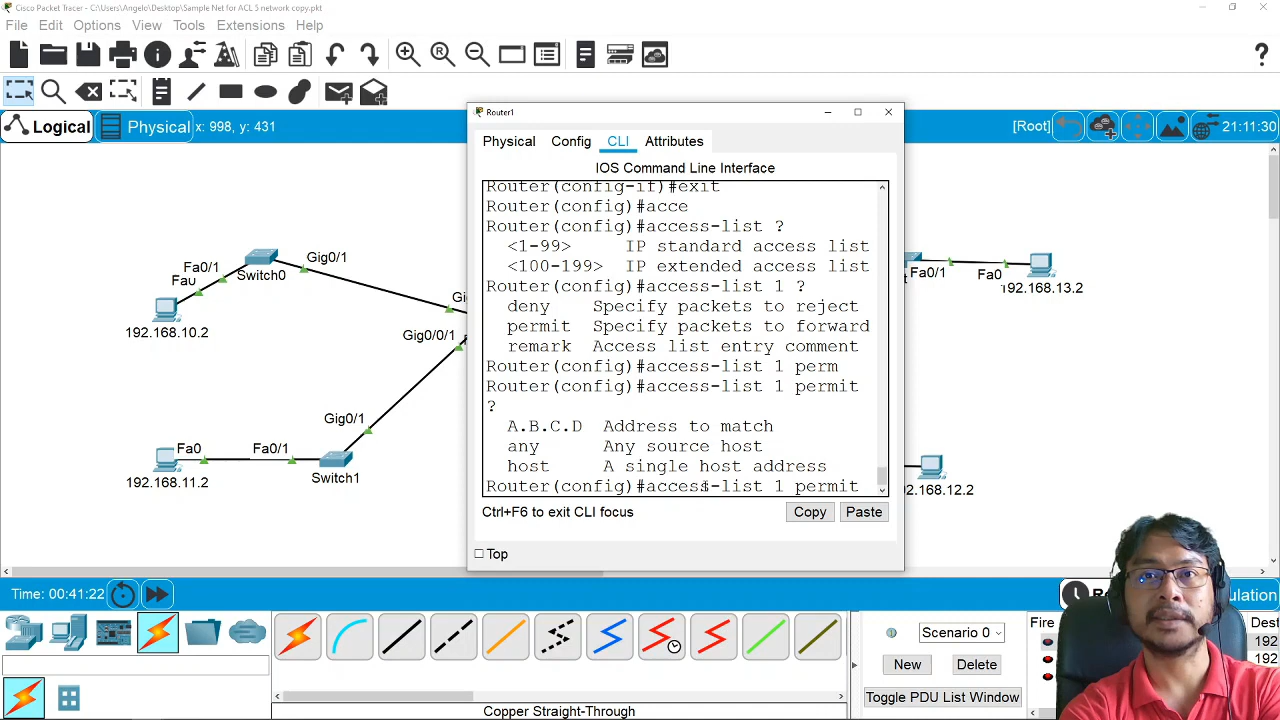 Cisco Packet Tracer - C:\Users\Angelo\Desktop\Sample Net for ACL 5 network copy.pkt
File Edit Options View Tools Extensions Help
Logical Physical x: 998, y: 431 [Root] 21:11:30
Router1
Physical Config CLI Attributes
IOS Command Line Interface
Router(config-if)#exit
Router(config)#acce
Router(config)#access-list ?
<1-99> IP standard access list
<100-199> IP extended access list
Router(config)#access-list 1 ?
deny Specify packets to reject
permit Specify packets to forward
remark Access list entry comment
Router(config)#access-list 1 perm
Router(config)#access-list 1 permit
?
A.B.C.D Address to match
any Any source host
host A single host address
Router(config)#access-list 1 permit
Ctrl+F6 to exit CLI focus
Copy Paste
Top
Gig0/1
Fa0/1
Switch0
192.168.10.2
Gig0/0/1
Gig0/1
Fa0 Fa0/1
Switch1
192.168.11.2
Fa0/1 Fa0
192.168.13.2
Time: 00:41:22
Scenario 0
Fire
New Delete
Toggle PDU List Window
192
192
Copper Straight-Through